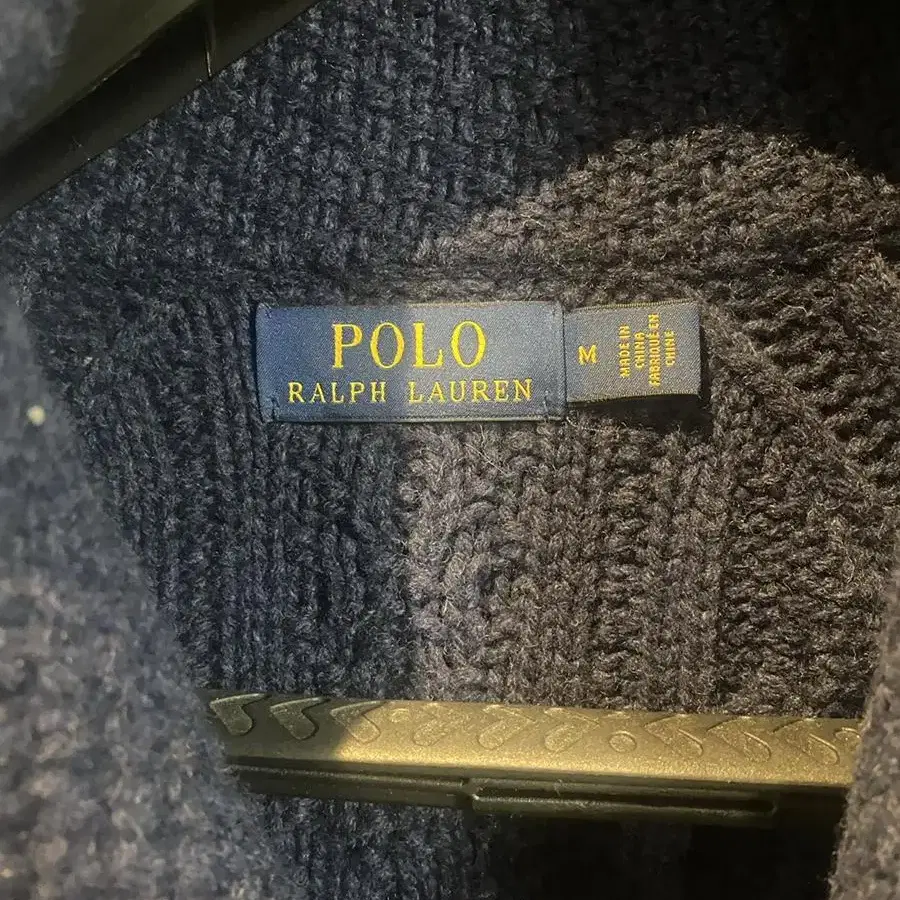 POLO
RALPH LAUREN
M
MADE IN
CHINA
FABRIQUÉ EN
CHINE